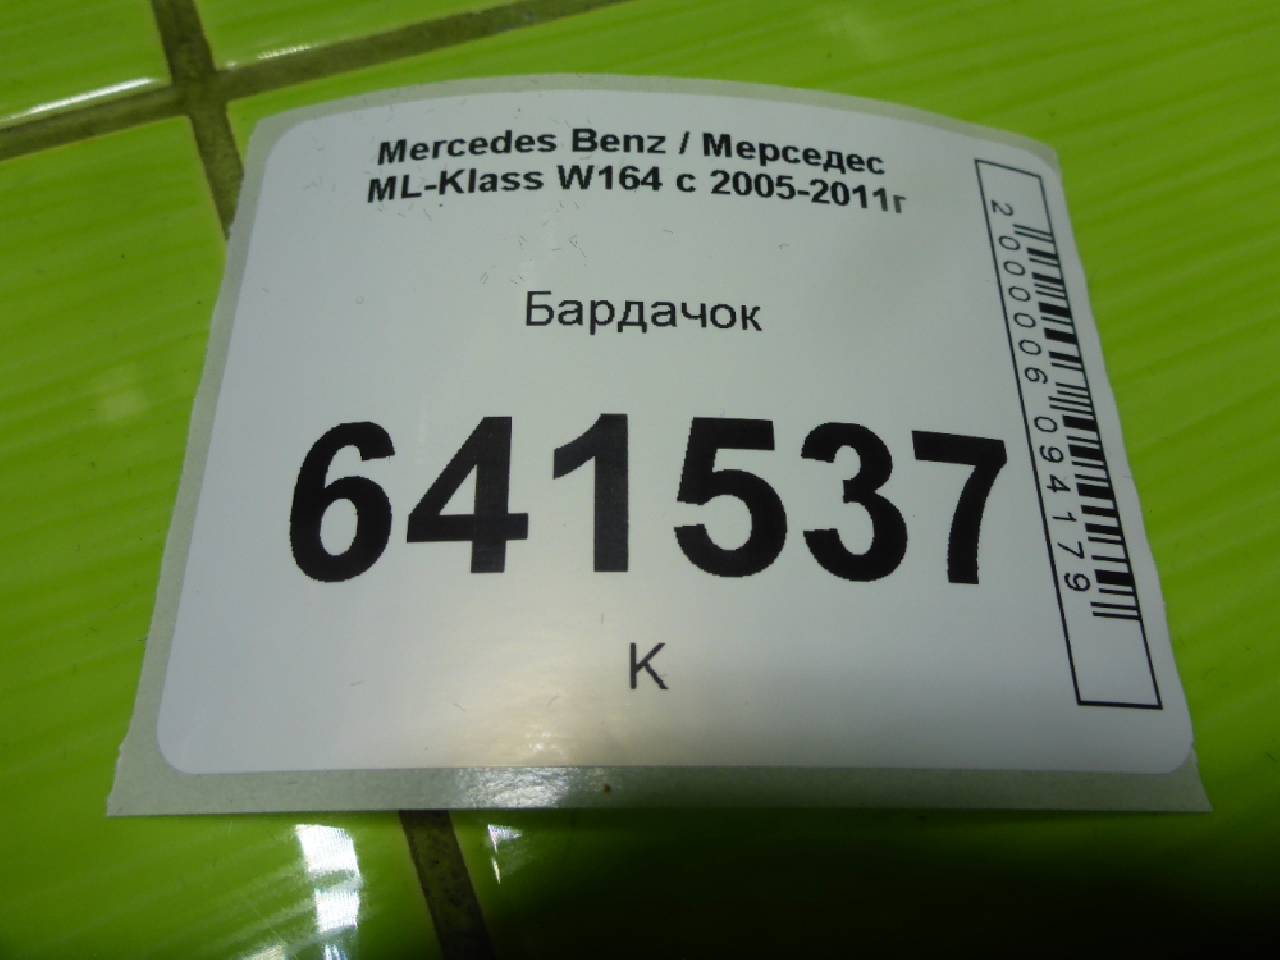 Mercedes Benz / Мерседес
ML-Klass W164 с 2005-2011г
Бардачок
641537
К
2000006094179